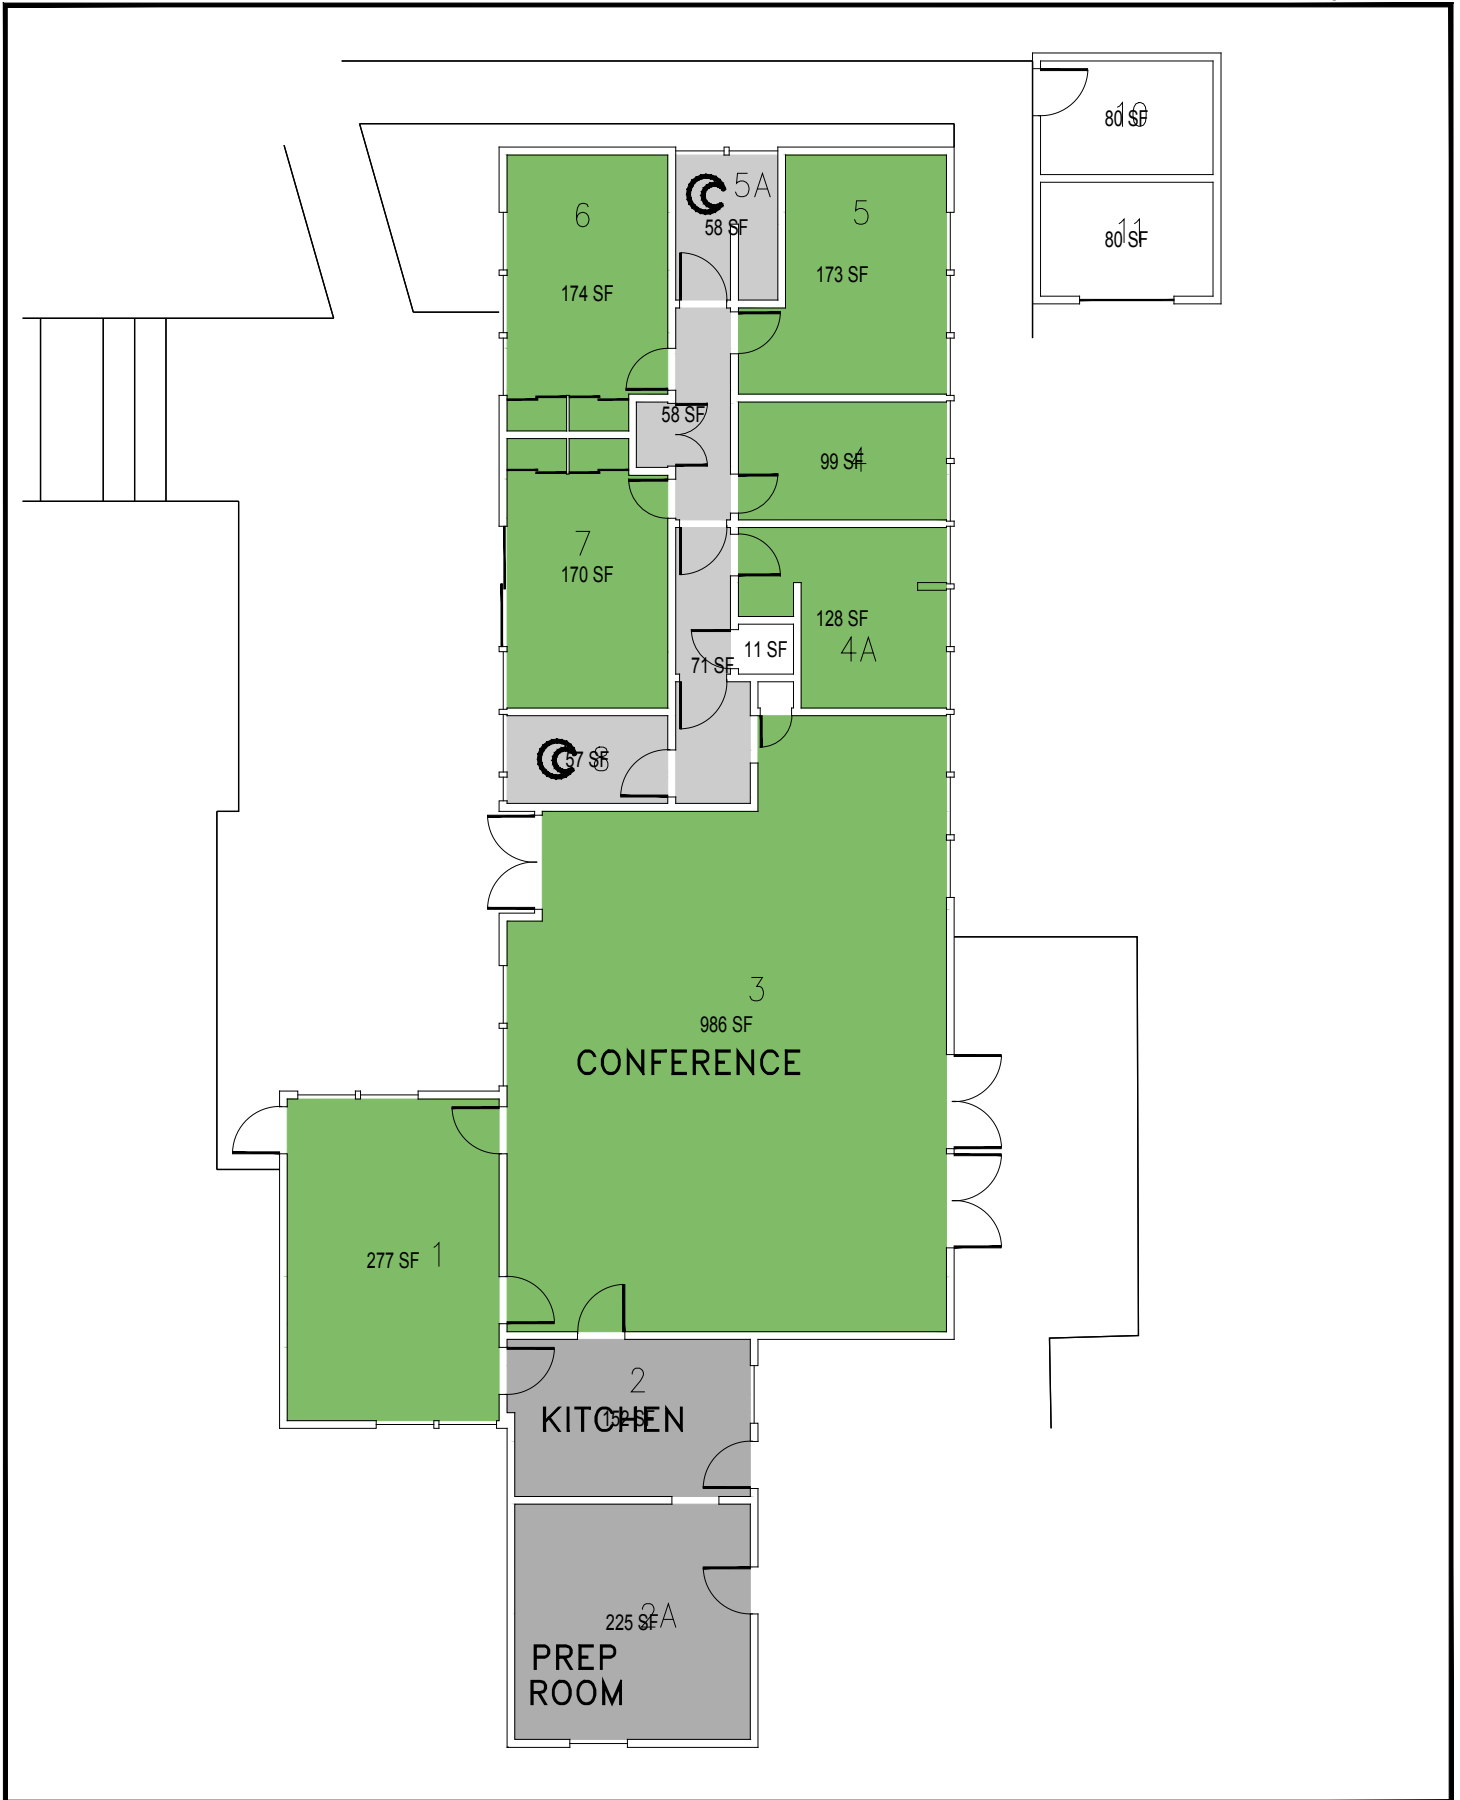 10
80 SF
11
80 SF
6
174 SF
5A
58 SF
5
173 SF
58 SF
99 SF
4
7
170 SF
128 SF
4A
11 SF
71 SF
57 SF
8
3
986 SF
CONFERENCE
277 SF
1
2
KITCHEN
152 SF
225 SF
2A
PREP
ROOM